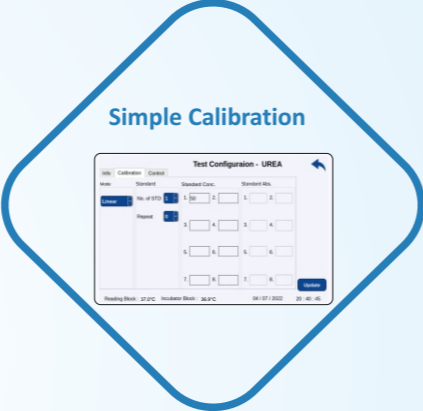 Simple Calibration
Test Configuraion - UREA
Info Calibration Control
Mode Standard Standard Conc. Standard Abs.
Linear No. of STD 1 1. 50 2. 1. 2.
Repeat 0
3. 4. 3. 4.
5. 6. 5. 6.
7. 8. 7. 8.
Update
Reading Block : 37.0°C Incubator Block : 36.9°C 04 / 07 / 2022 20 : 40 : 45